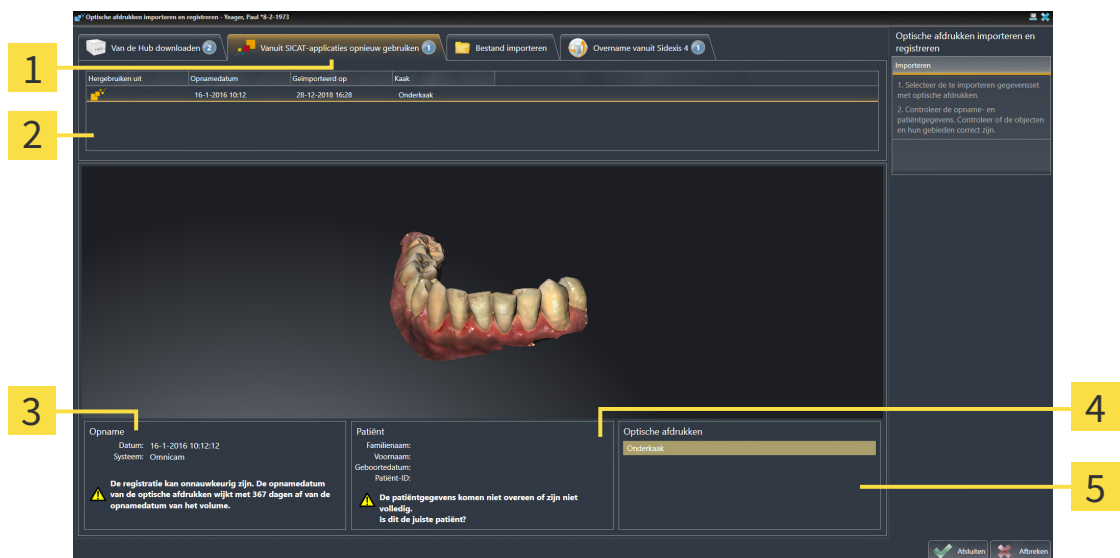 Optische afdrukken importeren en registreren - Yeager, Paul *8-2-1973
Van de Hub downloaden 2
Vanuit SICAT-applicaties opnieuw gebruiken 1
Bestand importeren
Overname vanuit Sidexis 4 1
Hergebruiken uit Opnamedatum Geïmporteerd op Kaak
16-1-2016 10:12 28-12-2018 16:28 Onderkaak
Optische afdrukken importeren en
registreren
Importeren
1. Selecteer de te importeren gegevensset
met optische afdrukken.
2. Controleer de opname- en
patiëntgegevens. Controleer of de objecten
en hun gebieden correct zijn.
1
2
3
4
5
Opname
Datum: 16-1-2016 10:12:12
Systeem: Omnicam
De registratie kan onnauwkeurig zijn. De opnamedatum
van de optische afdrukken wijkt met 367 dagen af van de
opnamedatum van het volume.
Patiënt
Familienaam:
Voornaam:
Geboortedatum:
Patiënt-ID:
De patiëntgegevens komen niet overeen of zijn niet
volledig.
Is dit de juiste patiënt?
Optische afdrukken
Onderkaak
Afsluiten
Afbreken